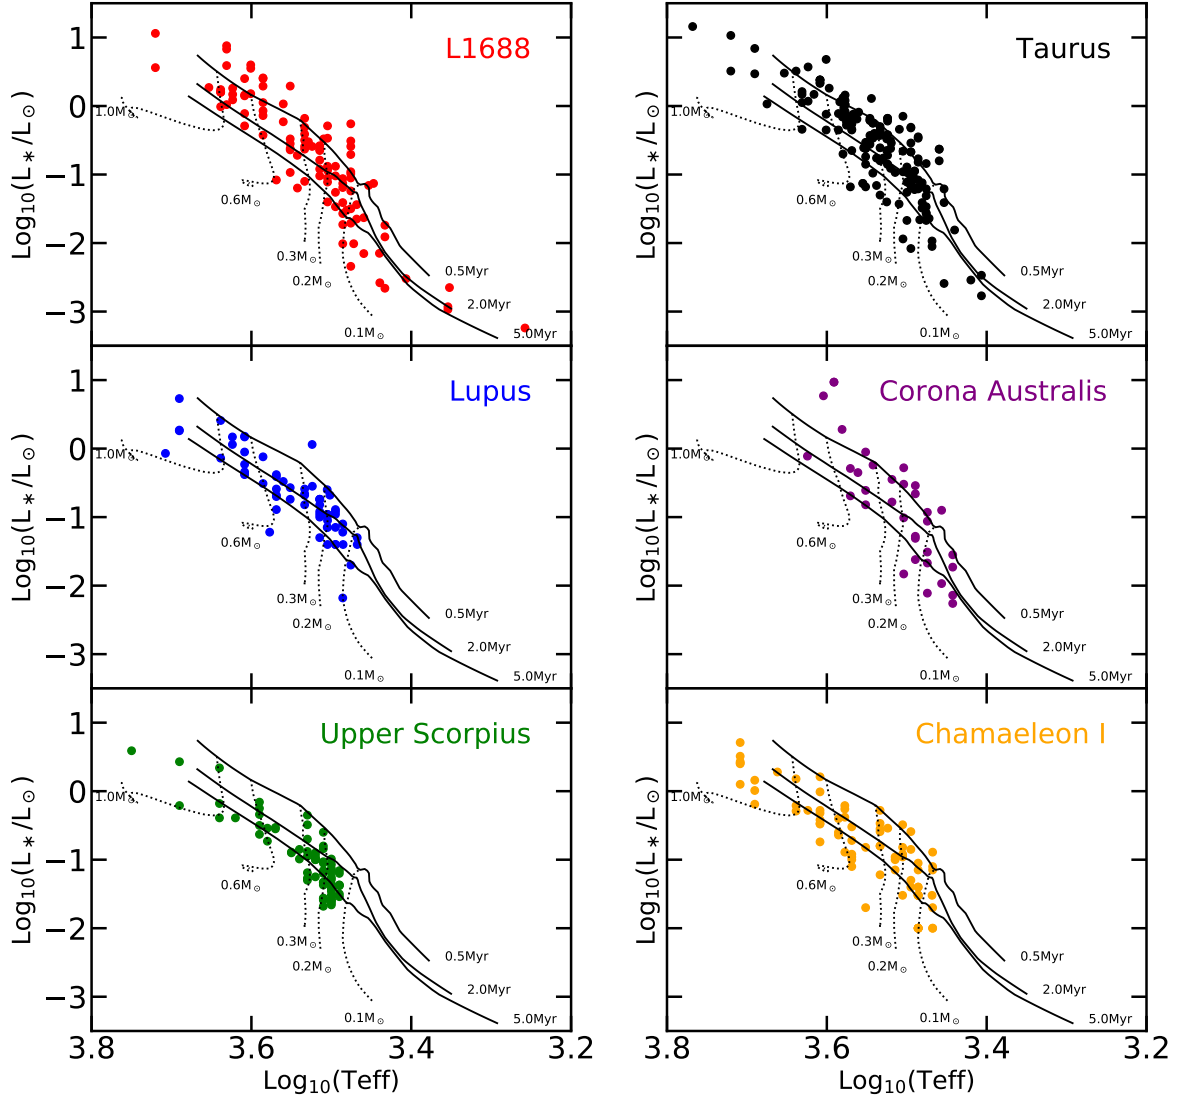 L1688
1
0
−1
−2
−3
Log10(L∗/L⊙)
1.0M⊙
0.6M⊙
0.3M⊙
0.2M⊙
0.1M⊙
0.5Myr
2.0Myr
5.0Myr
Taurus
Log10(L∗/L⊙)
1.0M⊙
0.6M⊙
0.3M⊙
0.2M⊙
0.1M⊙
0.5Myr
2.0Myr
5.0Myr
Lupus
1
0
−1
−2
−3
Log10(L∗/L⊙)
1.0M⊙
0.6M⊙
0.3M⊙
0.2M⊙
0.1M⊙
0.5Myr
2.0Myr
5.0Myr
Corona Australis
Log10(L∗/L⊙)
1.0M⊙
0.6M⊙
0.3M⊙
0.2M⊙
0.1M⊙
0.5Myr
2.0Myr
5.0Myr
Upper Scorpius
1
0
−1
−2
−3
Log10(L∗/L⊙)
1.0M⊙
0.6M⊙
0.3M⊙
0.2M⊙
0.1M⊙
0.5Myr
2.0Myr
5.0Myr
3.8 3.6 3.4 3.2
Log10(Teff)
Chamaeleon I
Log10(L∗/L⊙)
1.0M⊙
0.6M⊙
0.3M⊙
0.2M⊙
0.1M⊙
0.5Myr
2.0Myr
5.0Myr
3.8 3.6 3.4 3.2
Log10(Teff)